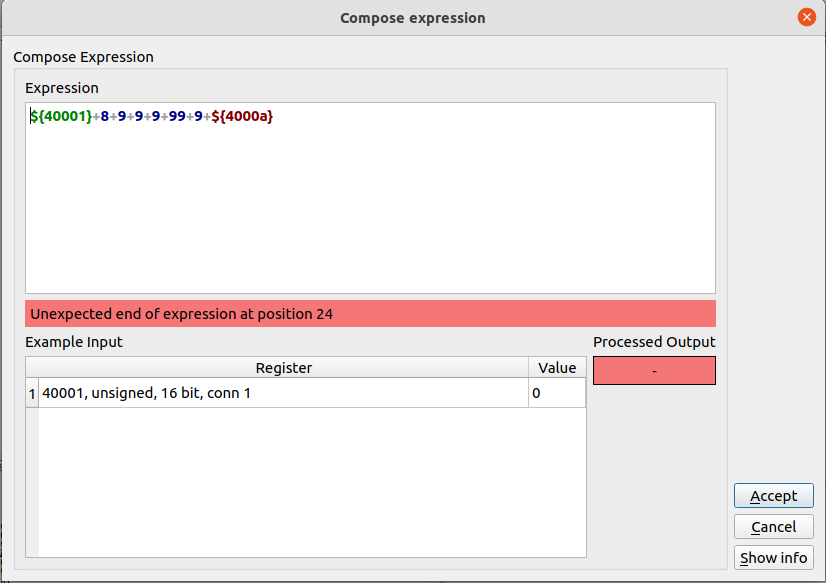 Compose expression
Compose Expression
Expression
${40001}+8+9+9+9+99+9+${4000a}
Unexpected end of expression at position 24
Example Input
Processed Output
Register Value
-
1 40001, unsigned, 16 bit, conn 1 0
Accept
Cancel
Show info